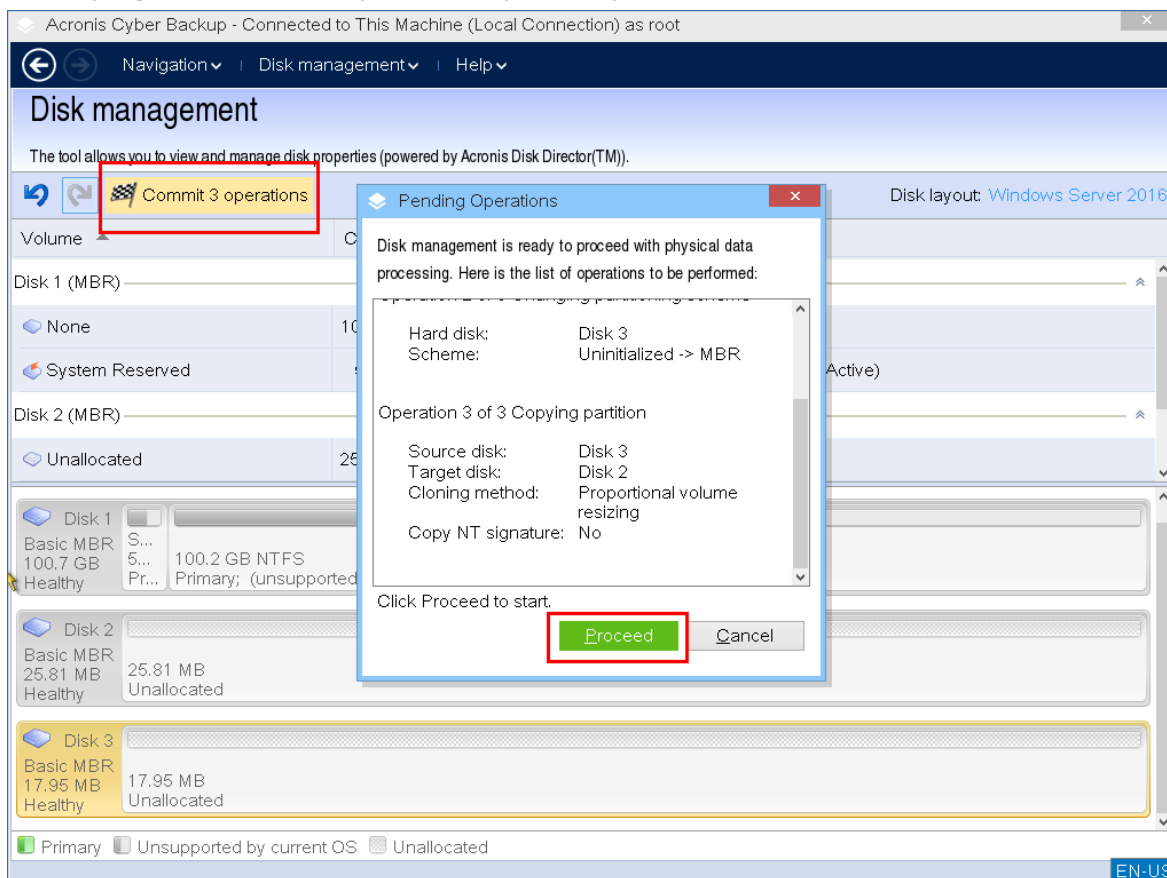 Acronis Cyber Backup - Connected to This Machine (Local Connection) as root
Navigation
Disk management
Help
Disk management
The tool allows you to view and manage disk properties (powered by Acronis Disk Director(TM)).
Commit 3 operations
Disk layout: Windows Server 2016
Volume
C
Disk 1 (MBR)
None
10
System Reserved
Active)
Disk 2 (MBR)
Unallocated
25
Pending Operations
Disk management is ready to proceed with physical data
processing. Here is the list of operations to be performed:
Hard disk: Disk 3
Scheme: Uninitialized -> MBR
Operation 3 of 3 Copying partition
Source disk: Disk 3
Target disk: Disk 2
Cloning method: Proportional volume
resizing
Copy NT signature: No
Click Proceed to start.
Proceed
Cancel
Disk 1
Basic MBR
100.7 GB
Healthy
S...
5...
Pr...
100.2 GB NTFS
Primary; (unsupported
Disk 2
Basic MBR
25.81 MB
Healthy
25.81 MB
Unallocated
Disk 3
Basic MBR
17.95 MB
Healthy
17.95 MB
Unallocated
Primary
Unsupported by current OS
Unallocated
EN-US